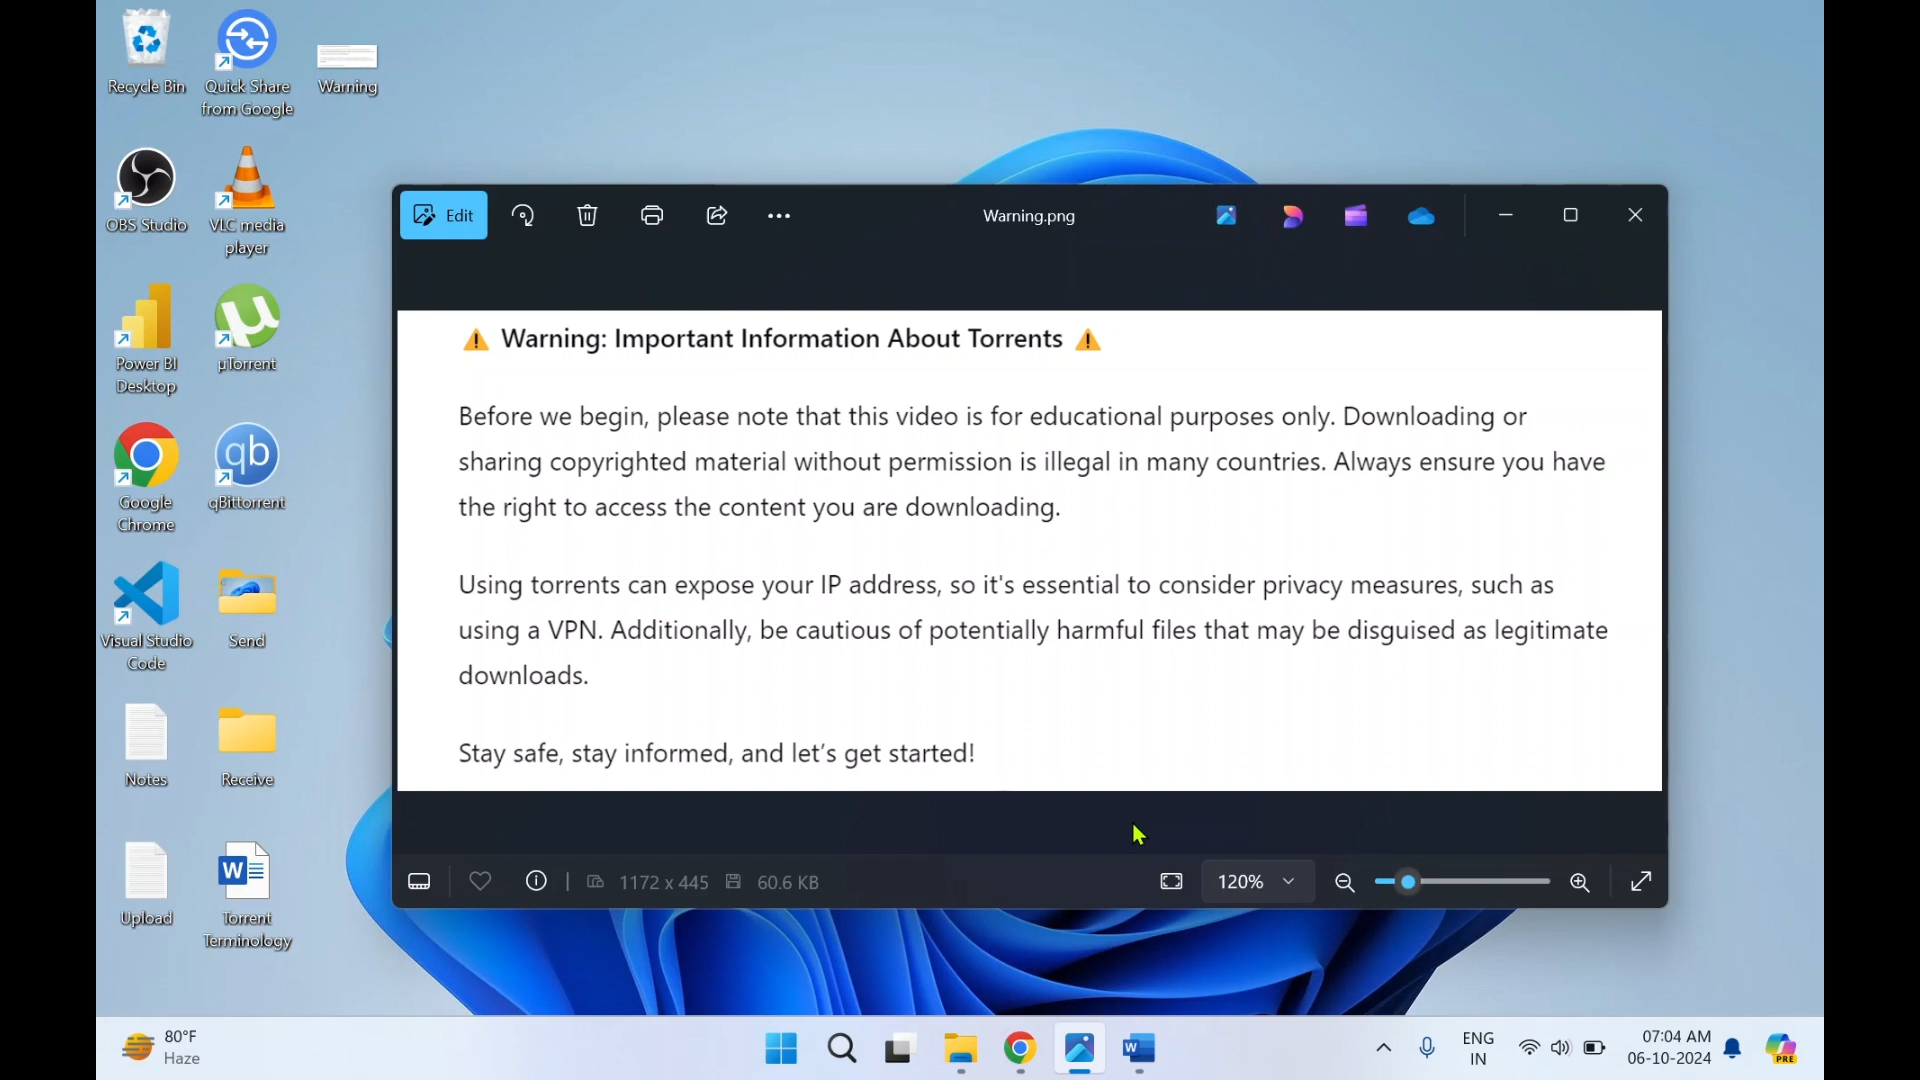 Recycle Bin
Quick Share
from Google
Warning
OBS Studio
VLC media
player
Power BI
Desktop
µTorrent
Google
Chrome
qb
qBittorrent
Visual Studio
Code
Send
Notes
Receive
Upload
W
Torrent
Terminology
Edit
Warning.png
⚠ Warning: Important Information About Torrents ⚠
Before we begin, please note that this video is for educational purposes only. Downloading or
sharing copyrighted material without permission is illegal in many countries. Always ensure you have
the right to access the content you are downloading.
Using torrents can expose your IP address, so it's essential to consider privacy measures, such as
using a VPN. Additionally, be cautious of potentially harmful files that may be disguised as legitimate
downloads.
Stay safe, stay informed, and let’s get started!
1172 x 445
60.6 KB
120%
80°F
Haze
W
ENG
IN
07:04 AM
06-10-2024
PRE